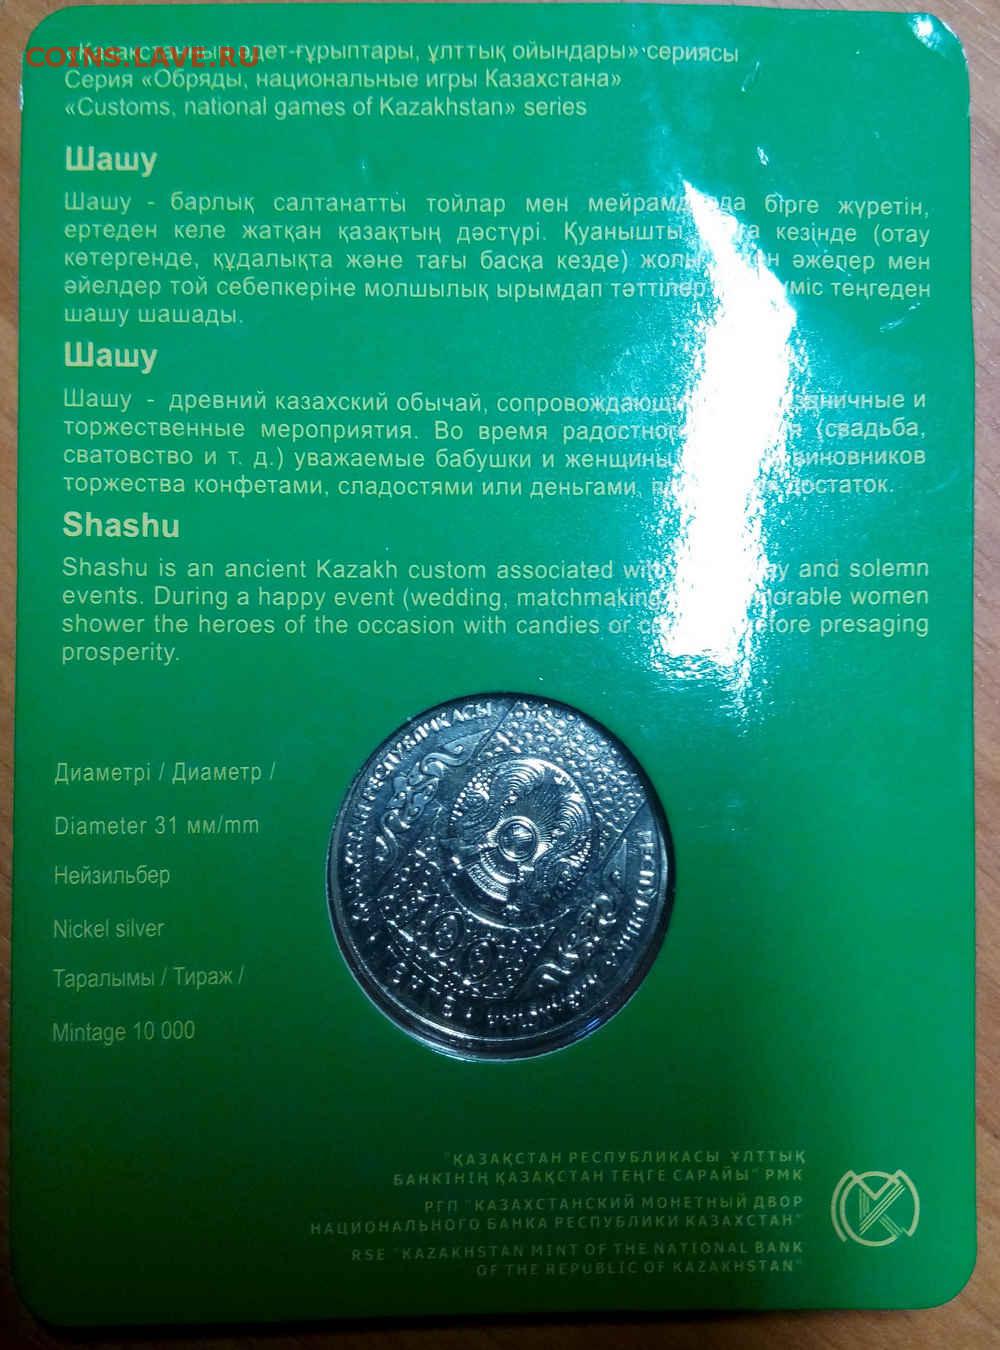 COINS.LAVE.RU
әдет-ғұрыптары, ұлттық ойындары» сериясы
Серия «Обряды, национальные игры Казахстана»
«Customs, national games of Kazakhstan» series
Шашу
Шашу - барлық салтанатты тойлар мен бірге жүретін,
ертеден келе жатқан қазақтың дәстүрі. Қуанышты кезінде (отау
көтергенде, құдалықта және тағы басқа кезде) әжелер мен
әйелдер той себепкеріне молшылық ырымдап теңгеден
шашу шашады.
Шашу
Шашу - древний казахский обычай, и
торжественные мероприятия. Во время (свадьба,
сватовство и т. д.) уважаемые бабушки и женщины виновников
торжества конфетами, сладостями или деньгами, достаток.
Shashu
Shashu is an ancient Kazakh custom associated and solemn
events. During a happy event (wedding, matchmaking women
shower the heroes of the occasion with candies or presaging
prosperity.
РЕСПУБЛИКАСЫ
100
Диаметрі / Диаметр /
Diameter 31 мм/mm
Нейзильбер
Nickel silver
Таралымы / Тираж /
Mintage 10 000
"ҚАЗАҚСТАН РЕСПУБЛИКАСЫ ҰЛТТЫҚ
БАНКІНІҢ ҚАЗАҚСТАН ТЕҢГЕ САРАЙЫ" РМК
РГП "КАЗАХСТАНСКИЙ МОНЕТНЫЙ ДВОР
НАЦИОНАЛЬНОГО БАНКА РЕСПУБЛИКИ КАЗАХСТАН"
RSE "KAZAKHSTAN MINT OF THE NATIONAL BANK
OF THE REPUBLIC OF KAZAKHSTAN"